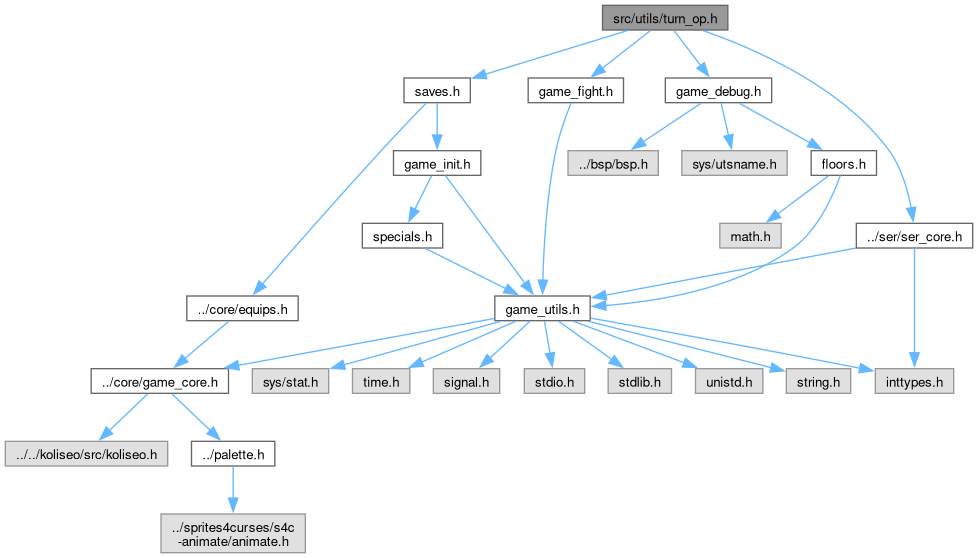 src/utils/turn_op.h
saves.h
game_fight.h
game_debug.h
game_init.h
../bsp/bsp.h
sys/utsname.h
floors.h
specials.h
math.h
../ser/ser_core.h
../core/equips.h
game_utils.h
../core/game_core.h
sys/stat.h
time.h
signal.h
stdio.h
stdlib.h
unistd.h
string.h
inttypes.h
../../koliseo/src/koliseo.h
../palette.h
../sprites4curses/s4c
-animate/animate.h